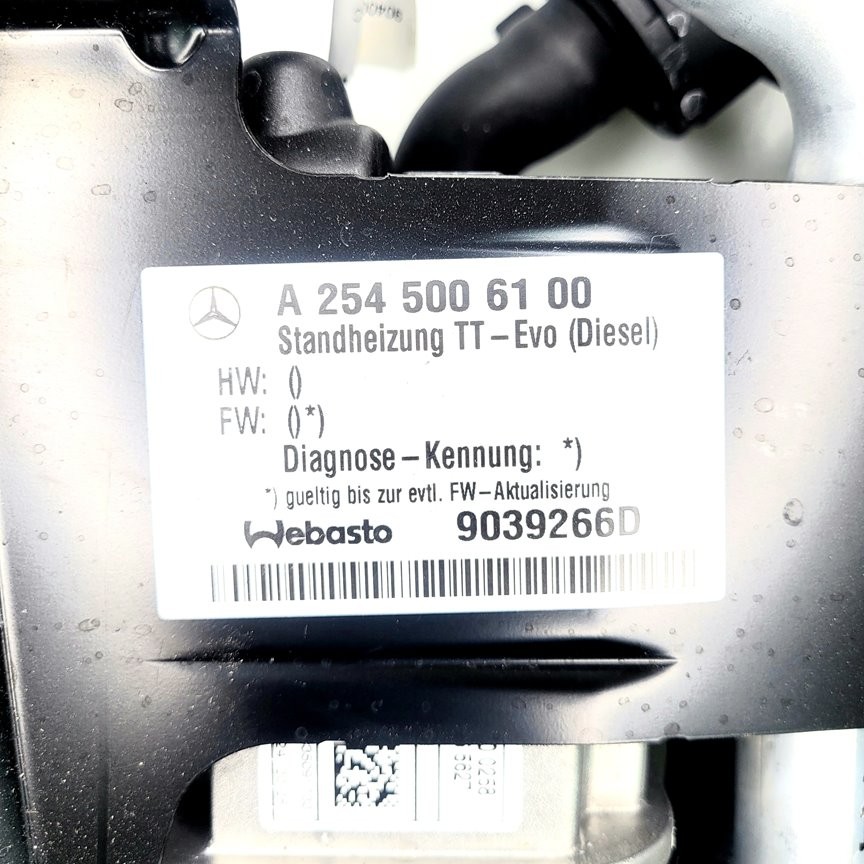 A 254 500 61 00
Standheizung TT-Evo (Diesel)
HW: ()
FW: ()*)
Diagnose-Kennung: *)
*) gueltig bis zur evtl. FW-Aktualisierung
Webasto 9039266D